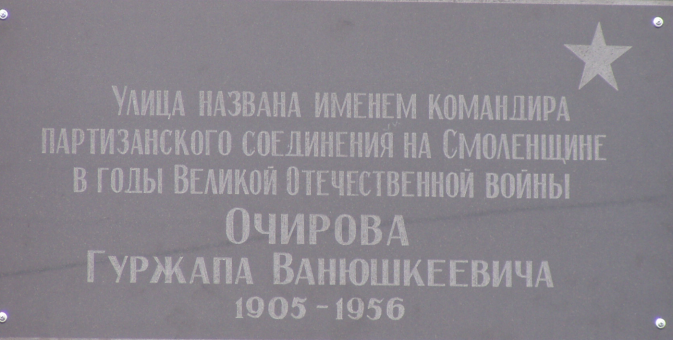 Улица названа именем командира
партизанского соединения на Смоленщине
в годы Великой Отечественной войны
Очирова
Гуржапа Ванюшкеевича
1905 - 1956